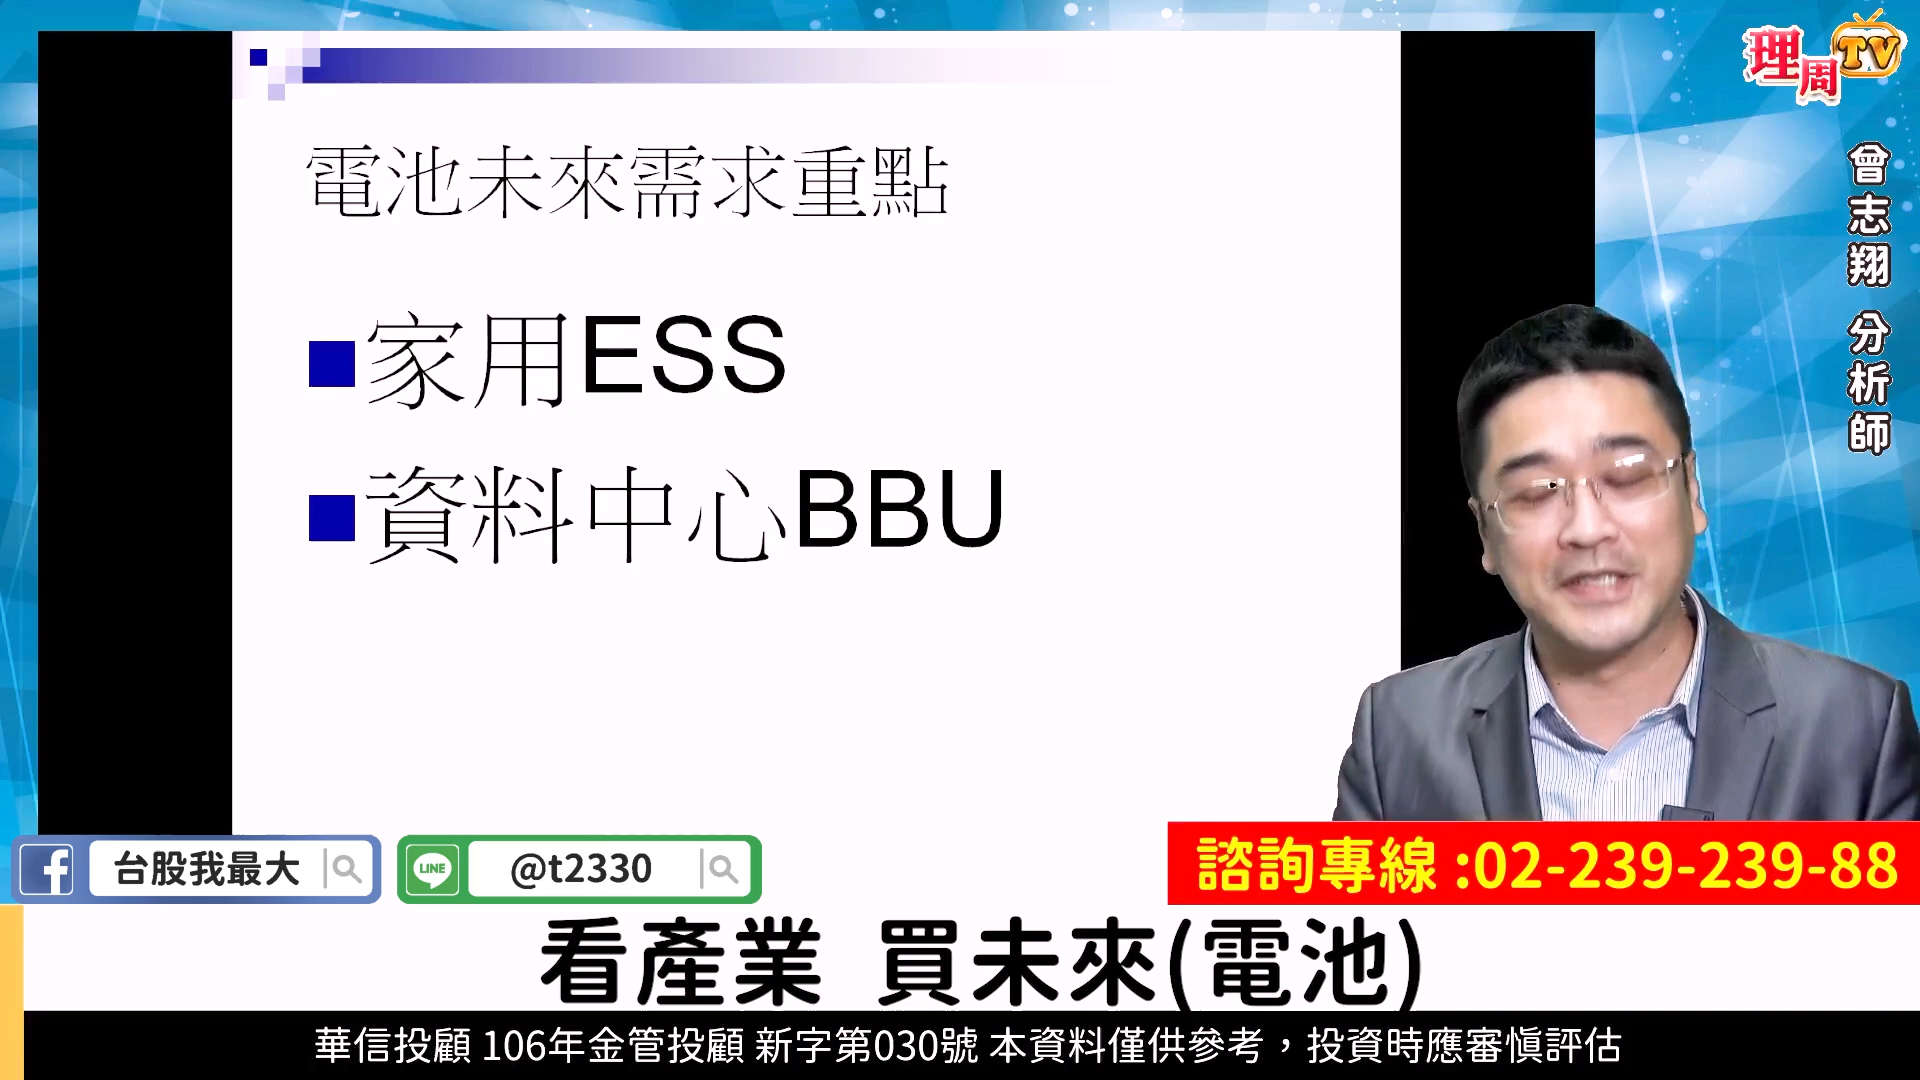 理周TV
曾志翔 分析師
電池未來需求重點
家用ESS
資料中心BBU
台股我最大
LINE
@t2330
諮詢專線:02-239-239-88
看產業 買未來(電池)
華信投顧 106年金管投顧 新字第030號 本資料僅供參考,投資時應審慎評估